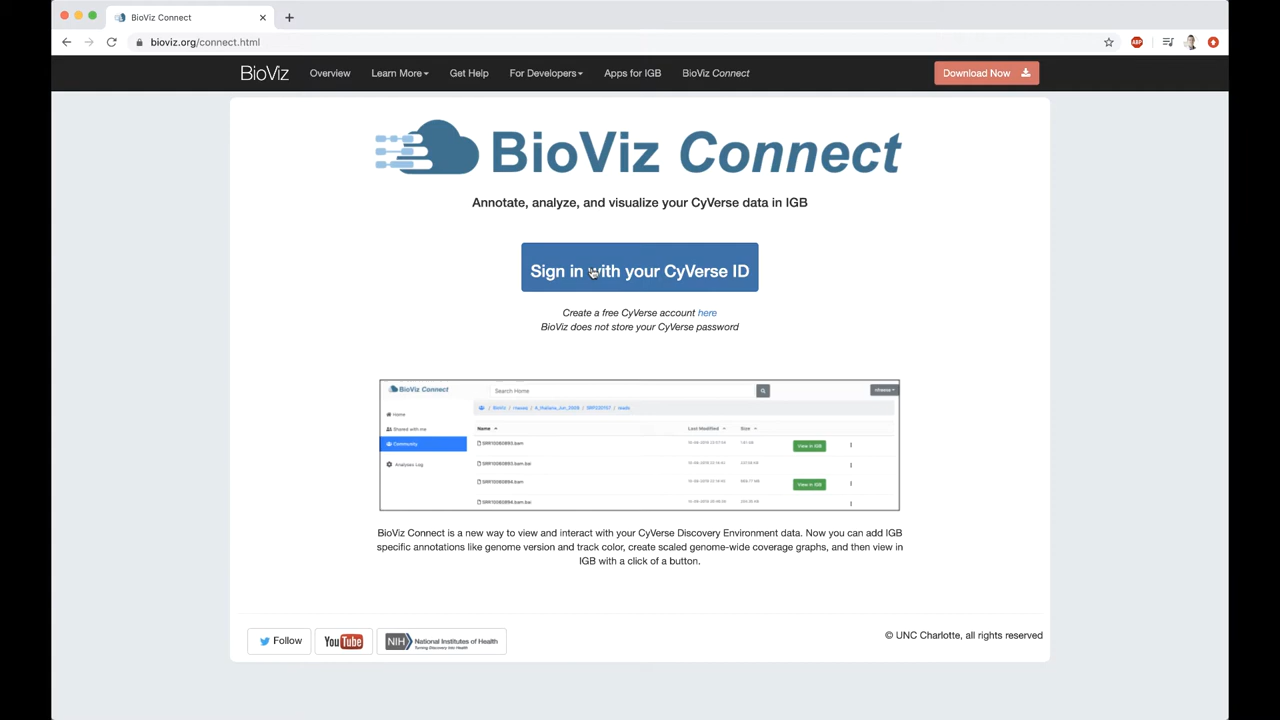 BioViz Connect
bioviz.org/connect.html
BioViz Overview Learn More For Developers Get Help Apps for IGB BioViz Connect Download Now
BioViz Connect
Annotate, analyze, and visualize your CyVerse data in IGB
Sign in with your CyVerse ID
Create a free CyVerse account here
BioViz does not store your CyVerse password
BioViz Connect Search Home
Home
Shared with me
Community
Analyses Log
Name Last Modified Size
View in IGB
View in IGB
BioViz Connect is a new way to view and interact with your CyVerse Discovery Environment data. Now you can add IGB
specific annotations like genome version and track color, create scaled genome-wide coverage graphs, and then view in
IGB with a click of a button.
Follow YouTube NIH National Institutes of Health
Turning Discovery Into Health
© UNC Charlotte, all rights reserved